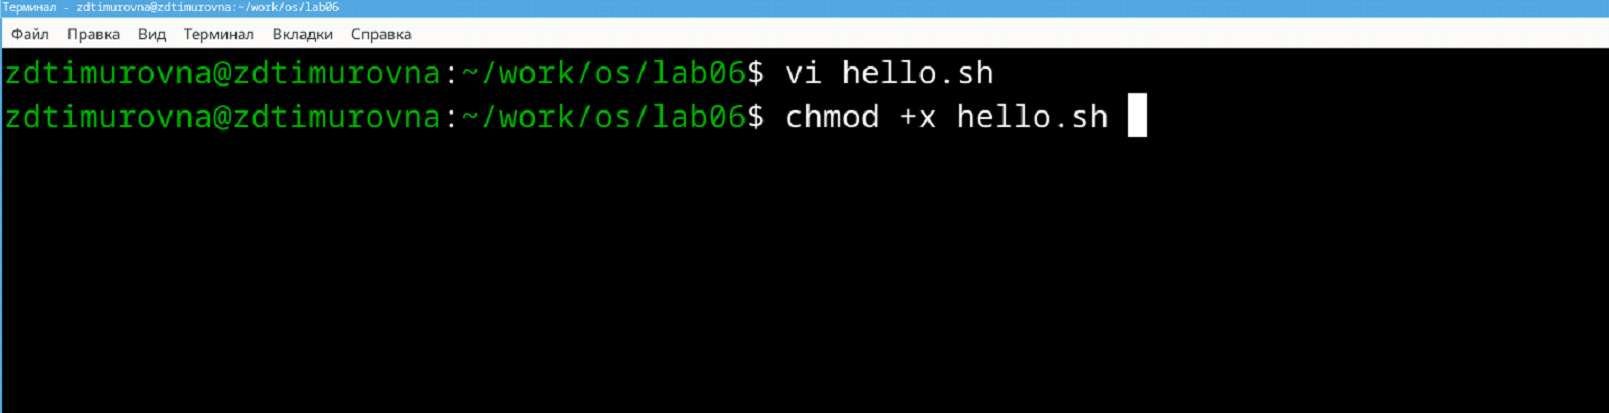 Терминал - zdtimurovna@zdtimurovna:~/work/os/lab06
Файл Правка Вид Терминал Вкладки Справка
zdtimurovna@zdtimurovna:~/work/os/lab06$ vi hello.sh
zdtimurovna@zdtimurovna:~/work/os/lab06$ chmod +x hello.sh